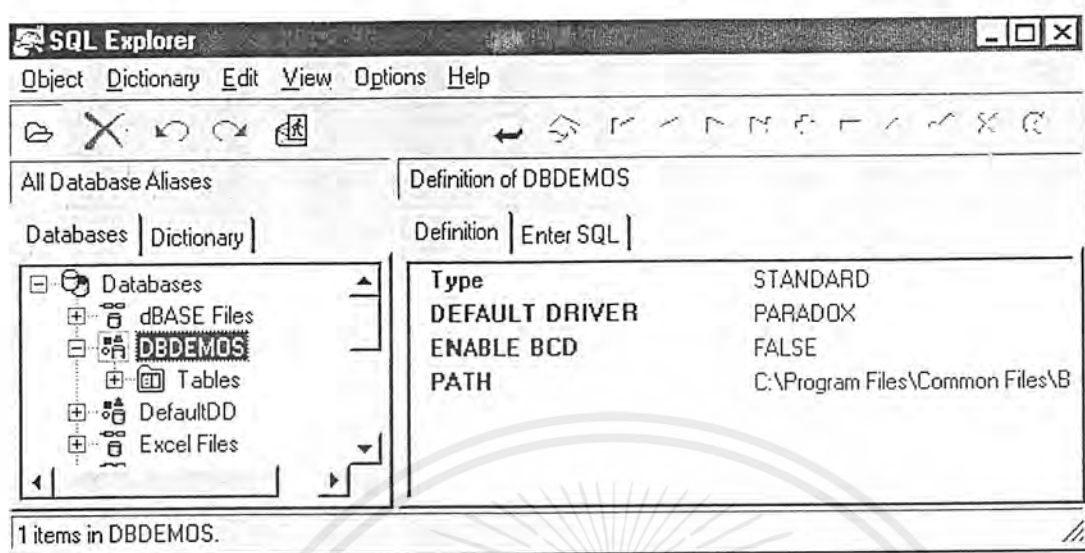 SQL Explorer
Object Dictionary Edit View Options Help
All Database Aliases
Definition of DBDEMOS
Databases Dictionary
Definition Enter SQL
Databases
dBASE Files
DBDEMOS
Tables
DefaultDD
Excel Files
Type STANDARD
DEFAULT DRIVER PARADOX
ENABLE BCD FALSE
PATH C:\Program Files\Common Files\B
1 items in DBDEMOS.